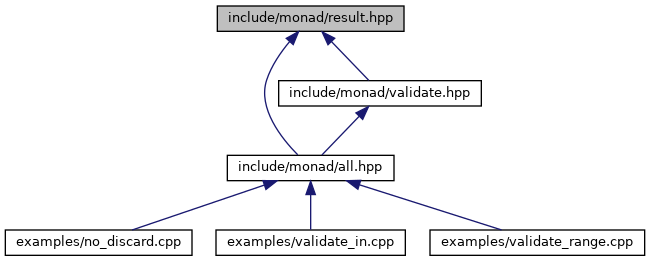 include/monad/result.hpp
include/monad/validate.hpp
include/monad/all.hpp
examples/no_discard.cpp
examples/validate_in.cpp
examples/validate_range.cpp